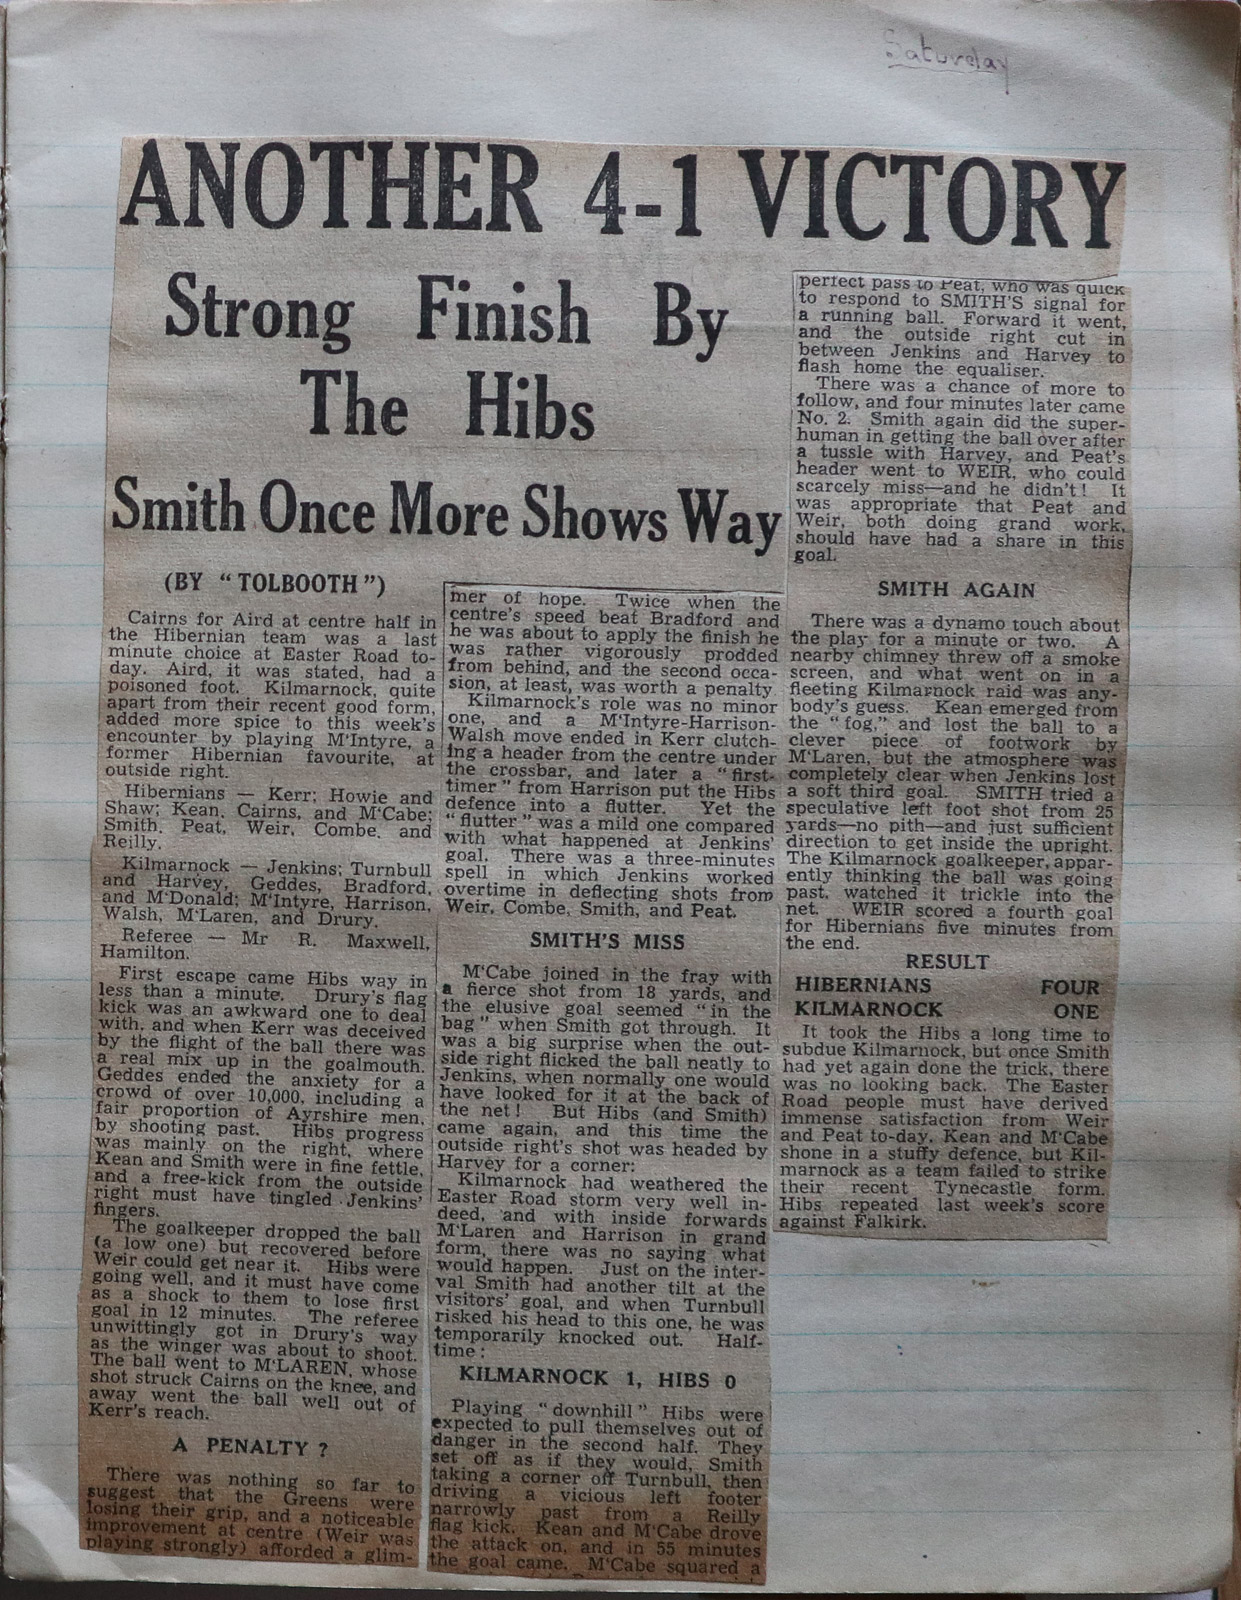 Saturday
ANOTHER 4-1 VICTORY
Strong Finish By
The Hibs
Smith Once More Shows Way
(BY "TOLBOOTH")
Cairns for Aird at centre half in
the Hibernian team was a last
minute choice at Easter Road to-
day. Aird, it was stated, had a
poisoned foot. Kilmarnock, quite
apart from their recent good form,
added more spice to this week's
encounter by playing M'Intyre, a
former Hibernian favourite, at
outside right.
Hibernians — Kerr; Howie and
Shaw; Kean, Cairns, and M'Cabe;
Smith, Peat, Weir, Combe, and
Reilly.
Kilmarnock — Jenkins; Turnbull
and Harvey, Geddes, Bradford,
and M'Donald; M'Intyre, Harrison,
Walsh, M'Laren, and Drury.
Referee — Mr R. Maxwell,
Hamilton.
First escape came Hibs way in
less than a minute. Drury's flag
kick was an awkward one to deal
with, and when Kerr was deceived
by the flight of the ball there was
a real mix up in the goalmouth.
Geddes ended the anxiety for a
crowd of over 10,000, including a
fair proportion of Ayrshire men,
by shooting past. Hibs progress
was mainly on the right, where
Kean and Smith were in fine fettle,
and a free-kick from the outside
right must have tingled Jenkins'
fingers.
The goalkeeper dropped the ball
(a low one) but recovered before
Weir could get near it. Hibs were
going well, and it must have come
as a shock to them to lose first
goal in 12 minutes. The referee
unwittingly got in Drury's way
as the winger was about to shoot.
The ball went to M'LAREN, whose
shot struck Cairns on the knee, and
away went the ball well out of
Kerr's reach.
A PENALTY?
There was nothing so far to
suggest that the Greens were
losing their grip, and a noticeable
improvement at centre (Weir was
playing strongly) afforded a glim-
mer of hope. Twice when the
centre's speed beat Bradford and
he was about to apply the finish he
was rather vigorously prodded
from behind, and the second occa-
sion, at least, was worth a penalty
Kilmarnock's role was no minor
one, and a M'Intyre-Harrison-
Walsh move ended in Kerr clutch-
ing a header from the centre under
the crossbar, and later a "first-
timer" from Harrison put the Hibs
defence into a flutter. Yet the
"flutter" was a mild one compared
with what happened at Jenkins'
goal. There was a three-minutes
spell in which Jenkins worked
overtime in deflecting shots from
Weir, Combe, Smith, and Peat.
SMITH'S MISS
M'Cabe joined in the fray with
a fierce shot from 18 yards, and
the elusive goal seemed "in the
bag" when Smith got through. It
was a big surprise when the out-
side right flicked the ball neatly to
Jenkins, when normally one would
have looked for it at the back of
the net! But Hibs (and Smith)
came again, and this time the
outside right's shot was headed by
Harvey for a corner:
Kilmarnock had weathered the
Easter Road storm very well in-
deed, and with inside forwards
M'Laren and Harrison in grand
form, there was no saying what
would happen. Just on the inter-
val Smith had another tilt at the
visitors' goal, and when Turnbull
risked his head to this one, he was
temporarily knocked out. Half-
time:
KILMARNOCK 1, HIBS 0
Playing "downhill" Hibs were
expected to pull themselves out of
danger in the second half. They
set off as if they would, Smith
taking a corner off Turnbull, then
driving a vicious left footer
narrowly past from a Reilly
flag kick. Kean and M'Cabe drove
the attack on, and in 55 minutes
the goal came. M'Cabe squared a
perfect pass to Peat, who was quick
to respond to SMITH'S signal for
a running ball. Forward it went,
and the outside right cut in
between Jenkins and Harvey to
flash home the equaliser.
There was a chance of more to
follow, and four minutes later came
No. 2. Smith again did the super-
human in getting the ball over after
a tussle with Harvey, and Peat's
header went to WEIR, who could
scarcely miss—and he didn't! It
was appropriate that Peat and
Weir, both doing grand work,
should have had a share in this
goal.
SMITH AGAIN
There was a dynamo touch about
the play for a minute or two. A
nearby chimney threw off a smoke
screen, and what went on in a
fleeting Kilmarnock raid was any-
body's guess. Kean emerged from
the "fog," and lost the ball to a
clever piece of footwork by
M'Laren, but the atmosphere was
completely clear when Jenkins lost
a soft third goal. SMITH tried a
speculative left foot shot from 25
yards—no pith—and just sufficient
direction to get inside the upright.
The Kilmarnock goalkeeper, appar-
ently thinking the ball was going
past, watched it trickle into the
net. WEIR scored a fourth goal
for Hibernians five minutes from
the end.
RESULT
HIBERNIANS FOUR
KILMARNOCK ONE
It took the Hibs a long time to
subdue Kilmarnock, but once Smith
had yet again done the trick, there
was no looking back. The Easter
Road people must have derived
immense satisfaction from Weir
and Peat to-day. Kean and M'Cabe
shone in a stuffy defence, but Kil-
marnock as a team failed to strike
their recent Tynecastle form.
Hibs repeated last week's score
against Falkirk.